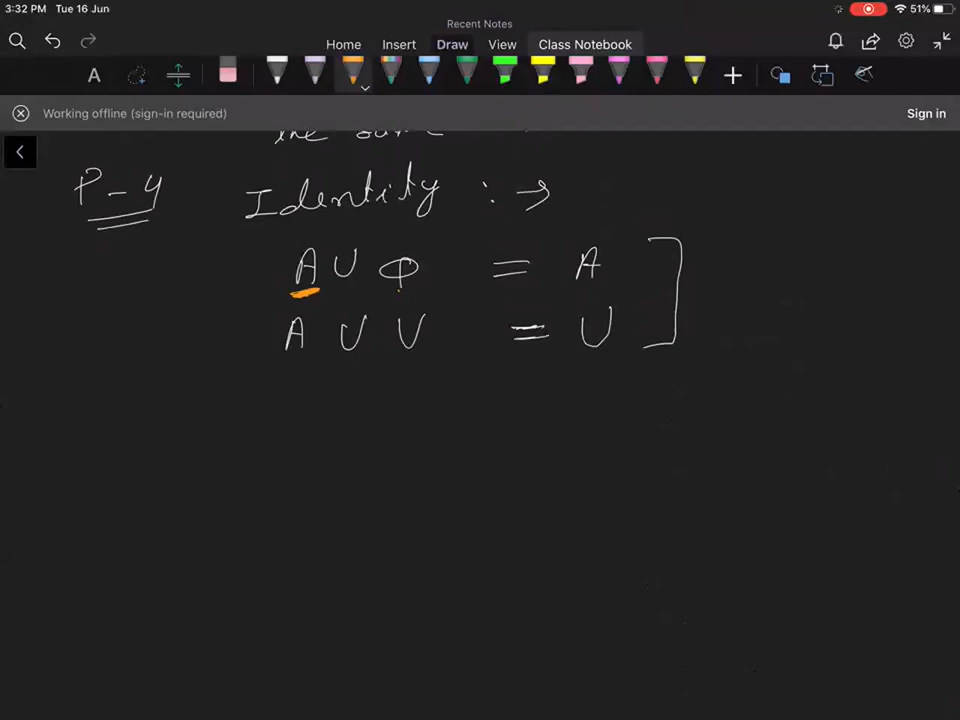 3:32 PM Tue 16 Jun
51%
Recent Notes
Home Insert Draw View Class Notebook
A
Working offline (sign-in required) Sign in
the
P-4 Identity : →
A ∪ Φ = A
A ∪ U = U